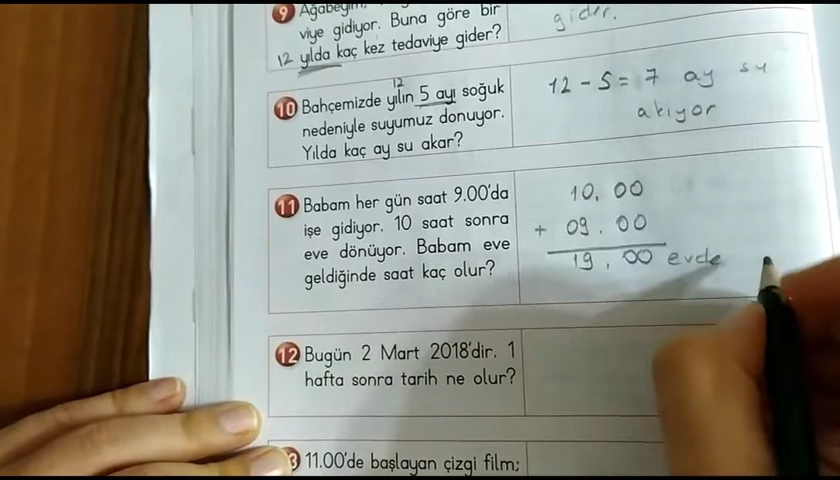 9 Ağabeyim,
viye gidiyor. Buna göre bir
12 yılda kaç kez tedaviye gider?
gider.
10 Bahçemizde yılın 5 ayı soğuk
12
nedeniyle suyumuz donuyor.
Yılda kaç ay su akar?
12 - 5 = 7 ay su
akıyor
11 Babam her gün saat 9.00'da
işe gidiyor. 10 saat sonra
eve dönüyor. Babam eve
geldiğinde saat kaç olur?
10.00
+ 09.00
19.00 evde
12 Bugün 2 Mart 2018'dir. 1
hafta sonra tarih ne olur?
3 11.00'de başlayan çizgi film;